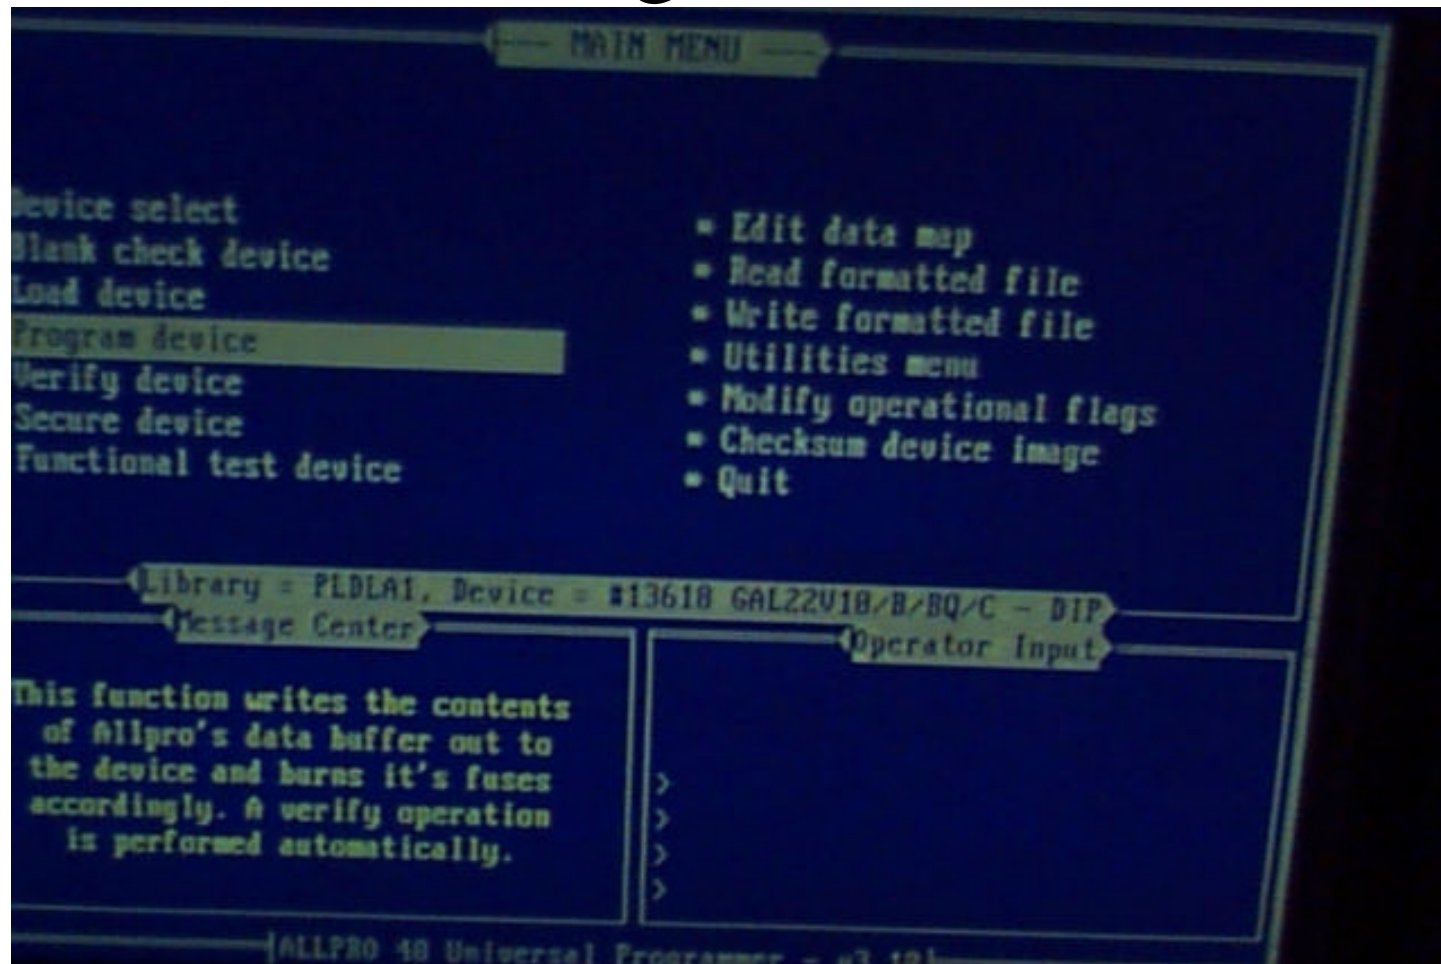 MAIN MENU
Device select
Blank check device
Load device
Program device
Verify device
Secure device
Functional test device
Edit data map
Read formatted file
Write formatted file
Utilities menu
Modify operational flags
Checksum device image
Quit
Library = PLDLA1, Device = #13618 GAL22V10/B/BQ/C - DIP
Message Center
This function writes the contents
of Allpro's data buffer out to
the device and burns it's fuses
accordingly. A verify operation
is performed automatically.
Operator Input
>
>
>
>
ALLPRO 40 Universal Programmer -